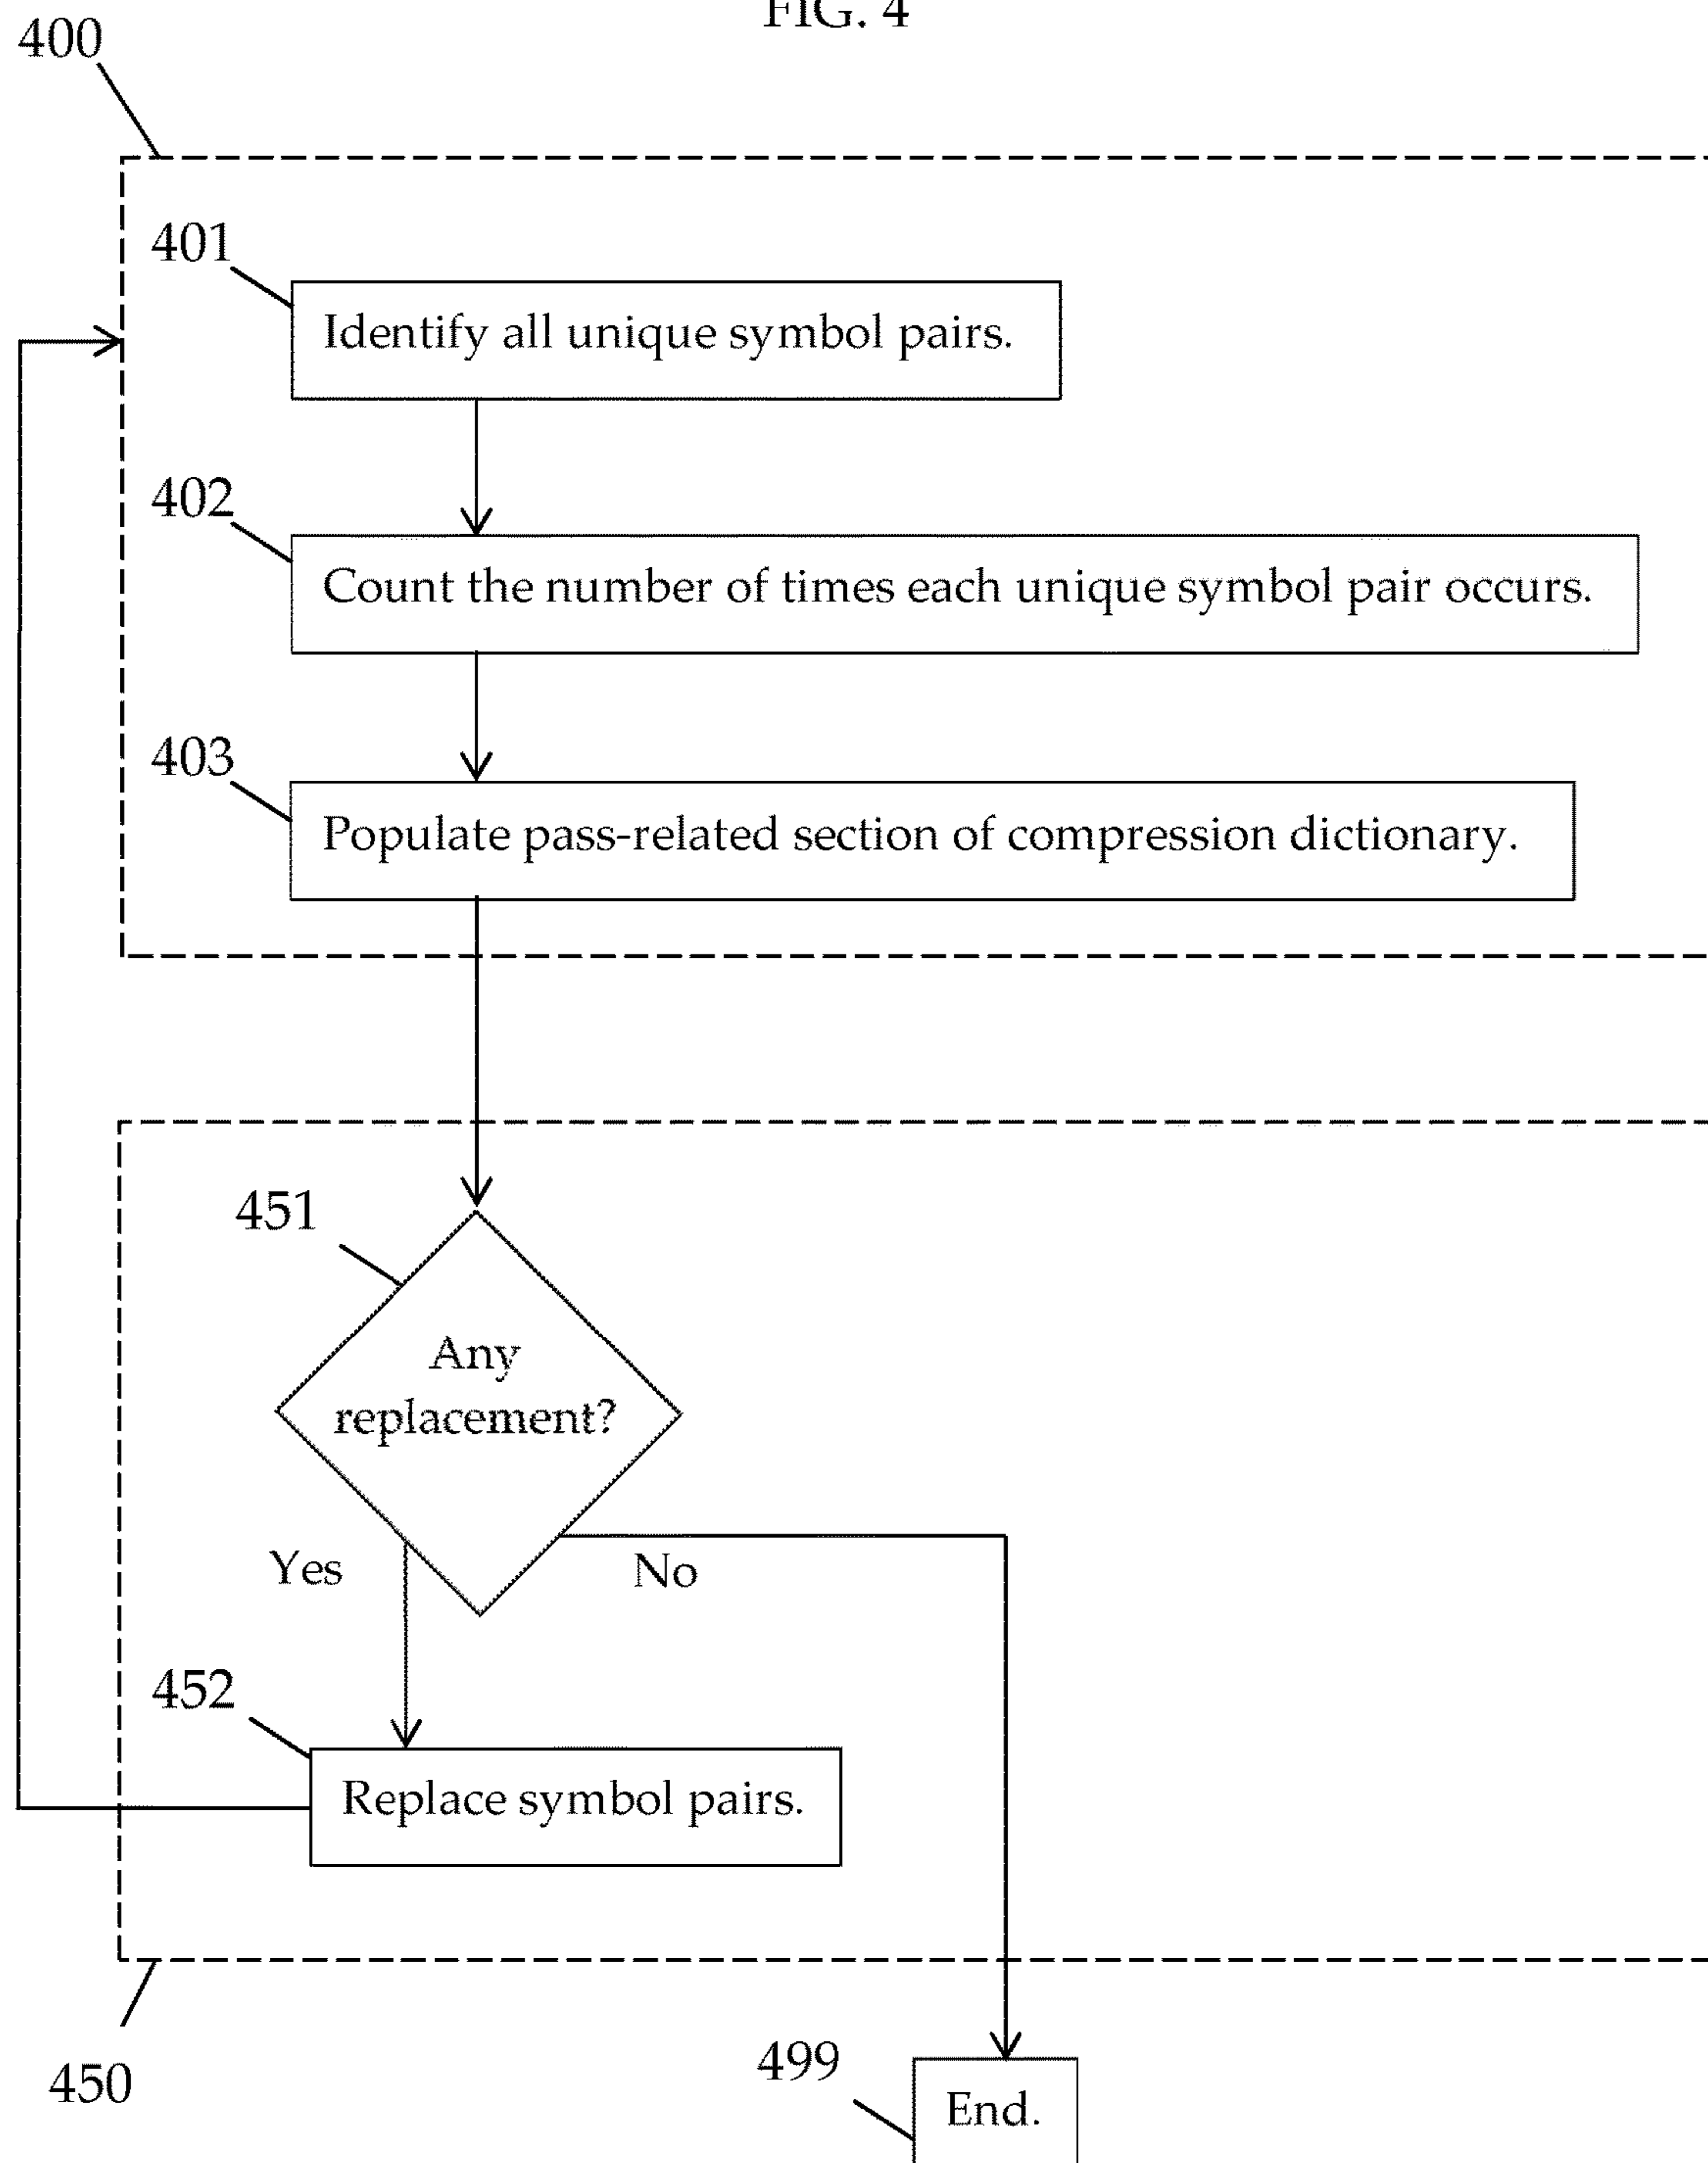 FIG. 4
400
401
Identify all unique symbol pairs.
402
Count the number of times each unique symbol pair occurs.
403
Populate pass-related section of compression dictionary.
451
Any
replacement?
Yes
No
452
Replace symbol pairs.
450
499
End.